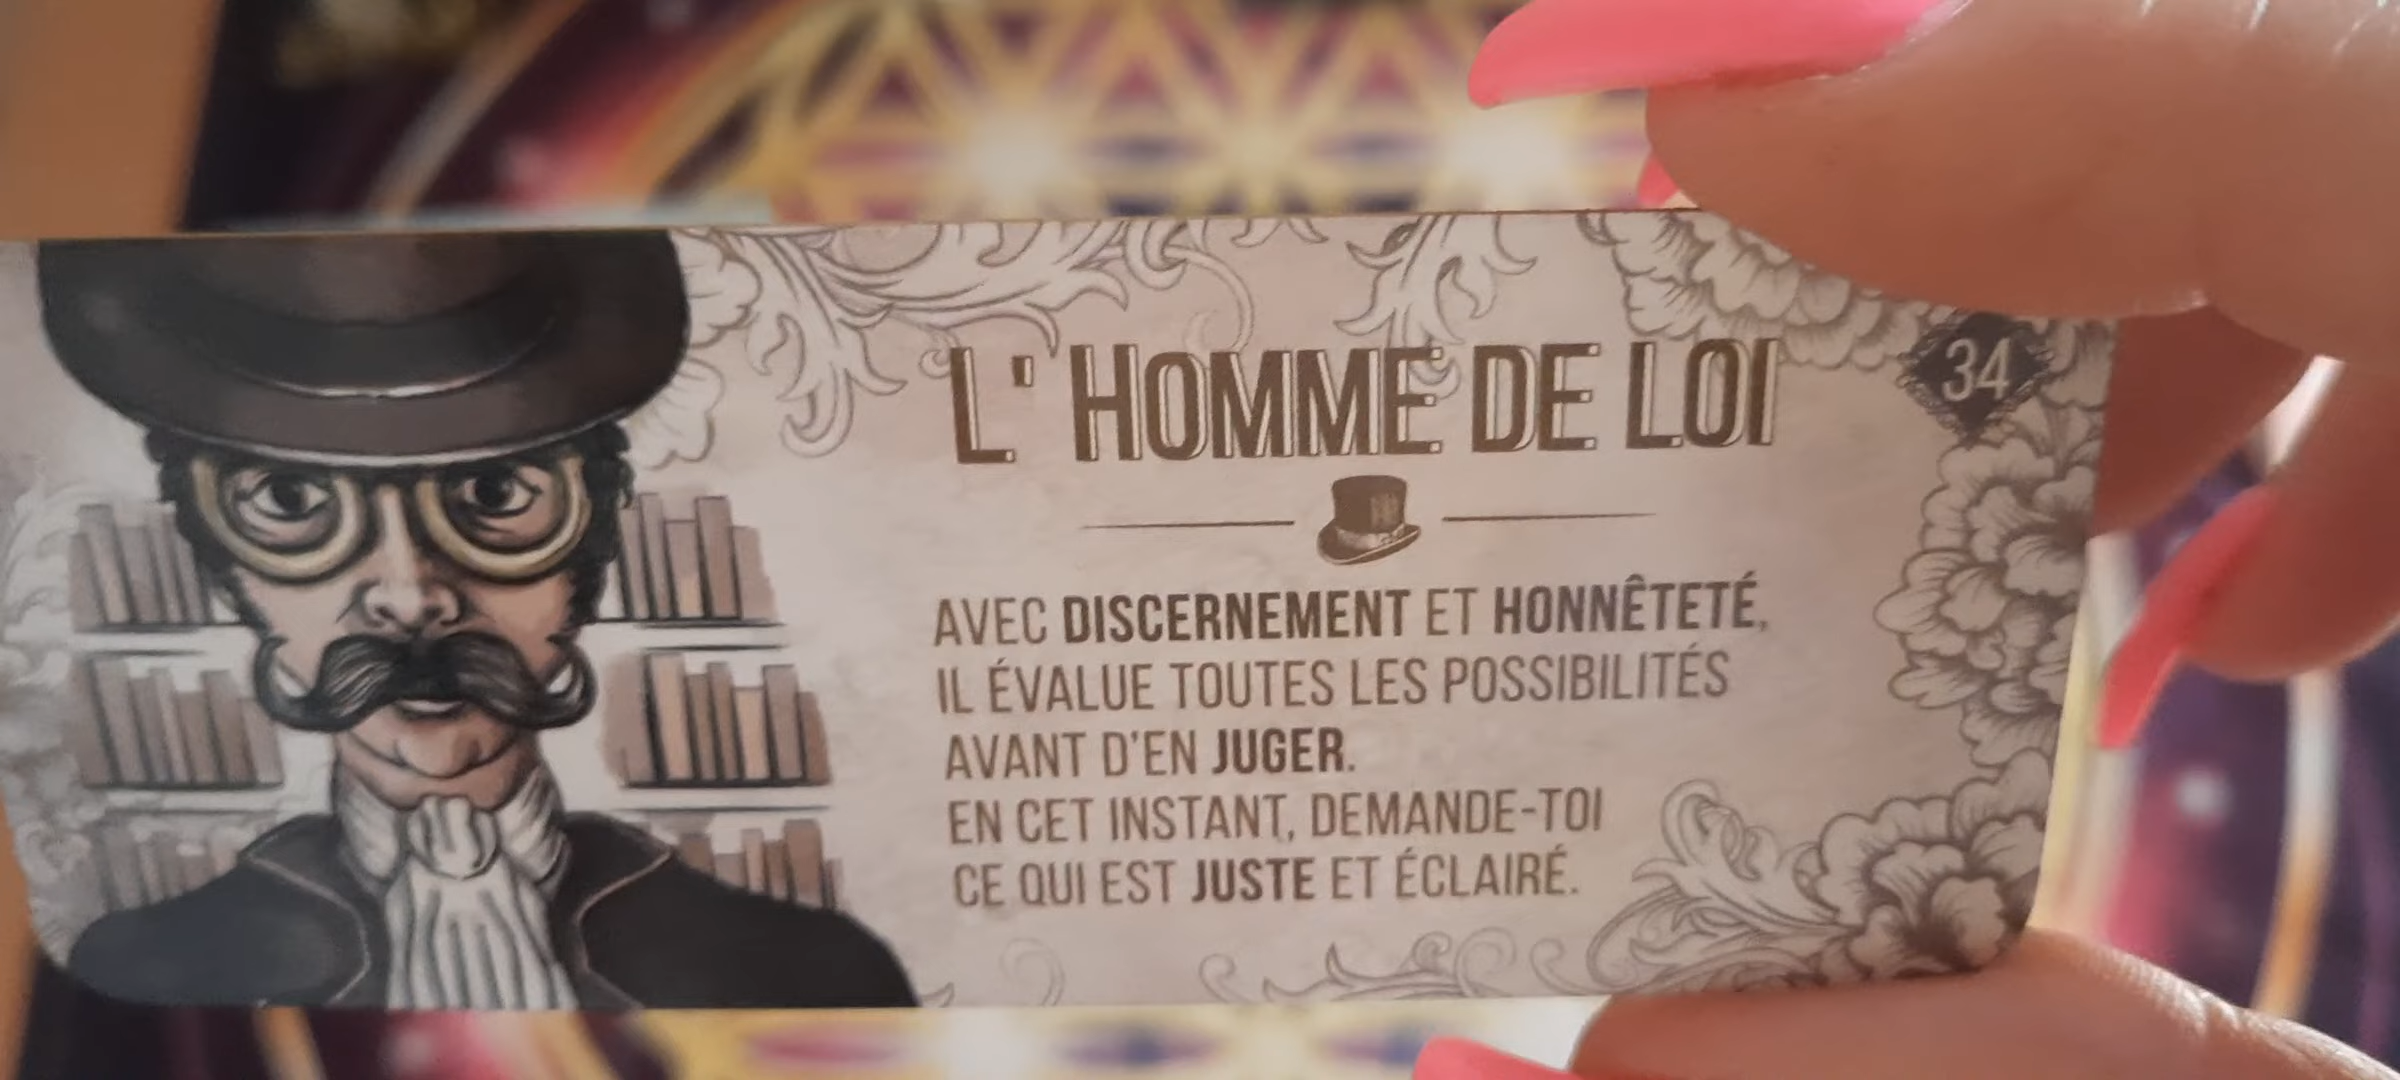 L' HOMME DE LOI
34
AVEC DISCERNEMENT ET HONNÊTETÉ,
IL ÉVALUE TOUTES LES POSSIBILITÉS
AVANT D'EN JUGER.
EN CET INSTANT, DEMANDE-TOI
CE QUI EST JUSTE ET ÉCLAIRÉ.